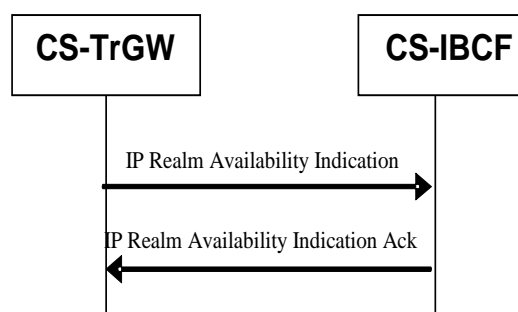 CS-TrGW
CS-IBCF
IP Realm Availability Indication
IP Realm Availability Indication Ack